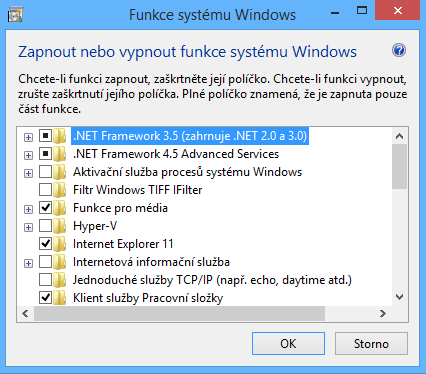 Funkce systému Windows
Zapnout nebo vypnout funkce systému Windows
Chcete-li funkci zapnout, zaškrtněte její políčko. Chcete-li funkci vypnout,
zrušte zaškrtnutí jejího políčka. Plné políčko znamená, že je zapnuta pouze
část funkce.
.NET Framework 3.5 (zahrnuje .NET 2.0 a 3.0)
.NET Framework 4.5 Advanced Services
Aktivační služba procesů systému Windows
Filtr Windows TIFF IFilter
Funkce pro média
Hyper-V
Internet Explorer 11
Internetová informační služba
Jednoduché služby TCP/IP (např. echo, daytime atd.)
Klient služby Pracovní složky
OK
Storno